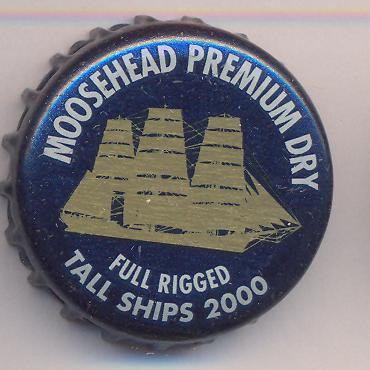 MOOSEHEAD PREMIUM DRY
FULL RIGGED
TALL SHIPS 2000